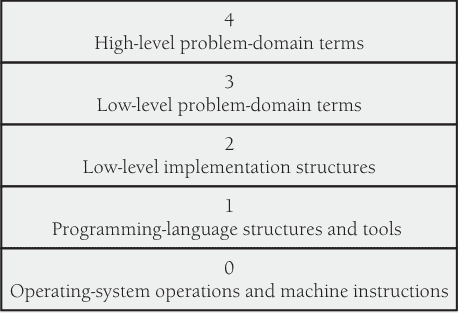 4
High-level problem-domain terms
3
Low-level problem-domain terms
2
Low-level implementation structures
1
Programming-language structures and tools
0
Operating-system operations and machine instructions